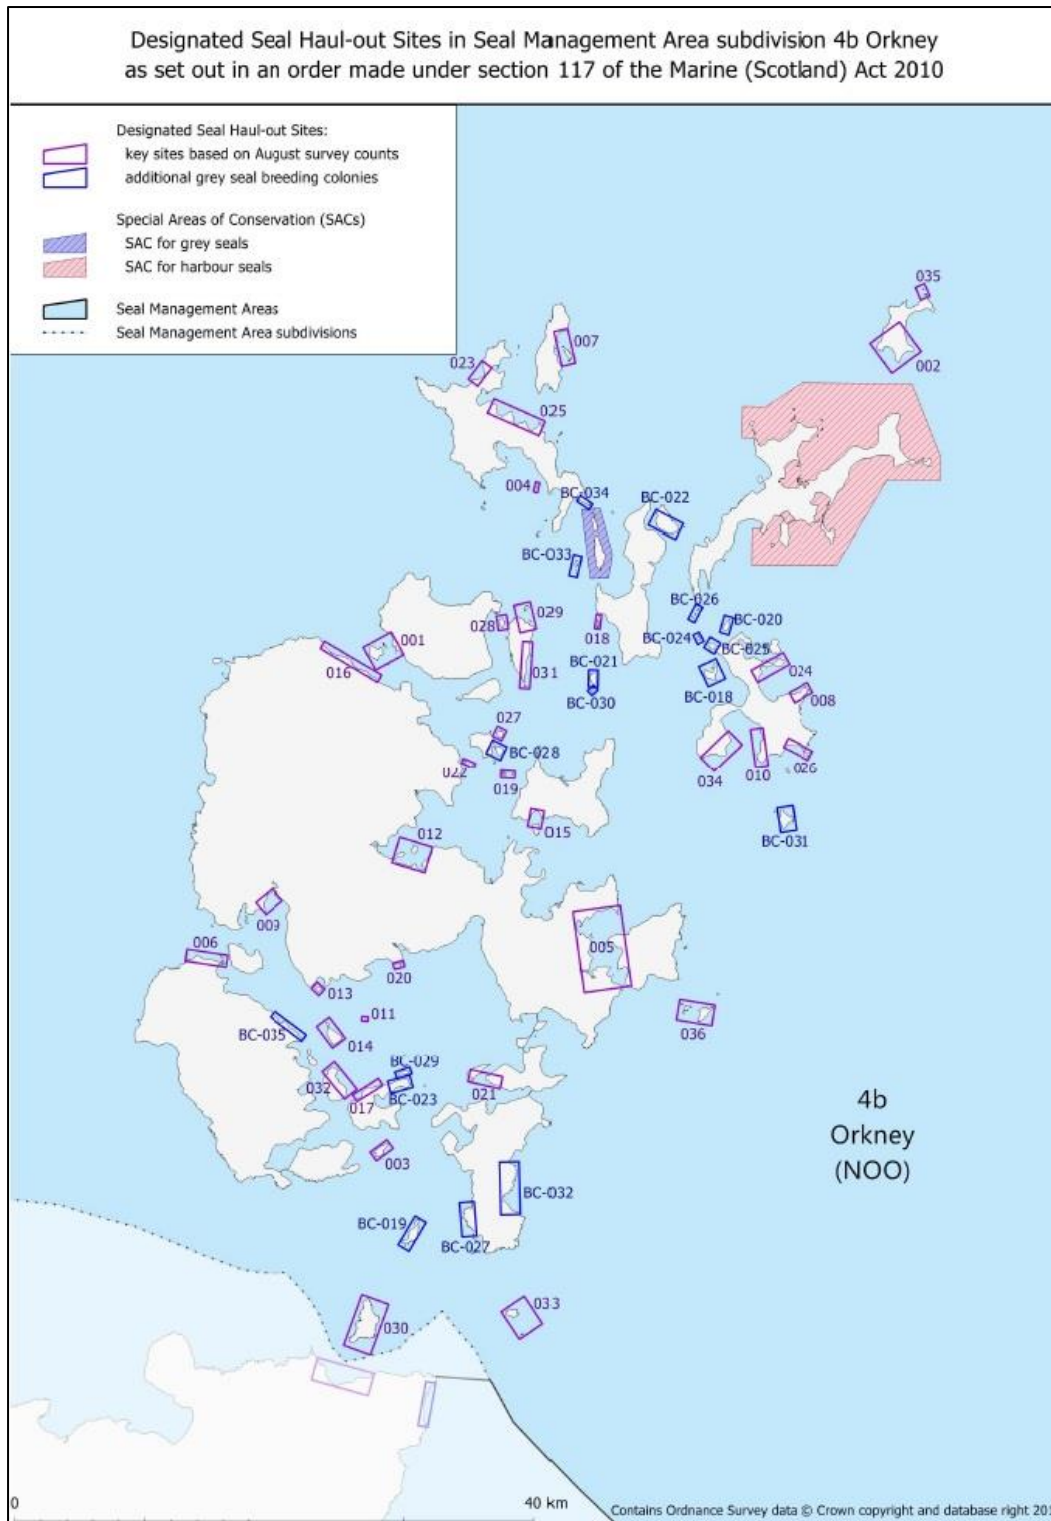 Designated Seal Haul-out Sites in Seal Management Area subdivision 4b Orkney
as set out in an order made under section 117 of the Marine (Scotland) Act 2010
Designated Seal Haul-out Sites:
key sites based on August survey counts
additional grey seal breeding colonies
Special Areas of Conservation (SACs)
SAC for grey seals
SAC for harbour seals
Seal Management Areas
Seal Management Area subdivisions
035
007
002
023
025
004
BC-034
BC-022
BC-033
BC-026
029
028
018
BC-020
BC-024
BC-025
001
016
BC-021
031
024
BC-018
008
BC-030
027
BC-028
022
019
034
010
026
015
012
BC-031
009
006
005
020
013
011
036
BC-035
014
BC-029
032
017
BC-023
021
4b
Orkney
(NOO)
003
BC-032
BC-019
BC-027
033
030
0
40 km
Contains Ordnance Survey data © Crown copyright and database right 201